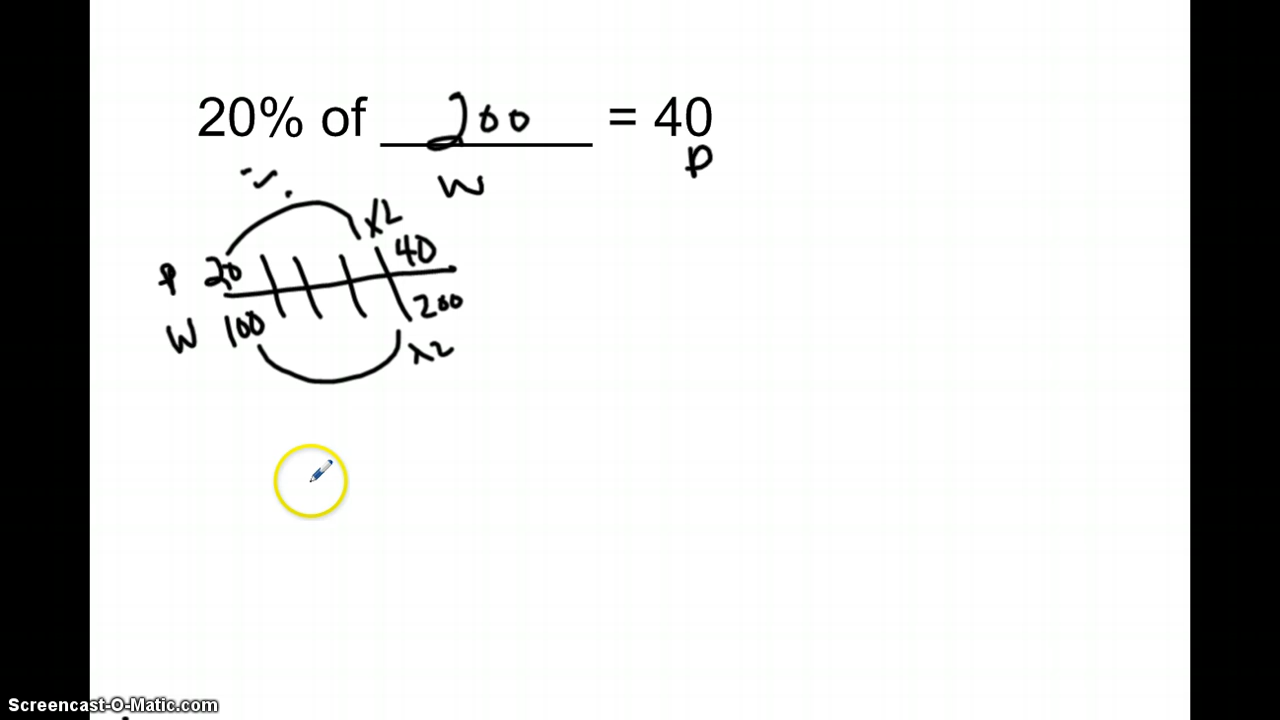 20% of 200 = 40
W P
x2
P 20 40
W 100 200
x2
Screencast-O-Matic.com